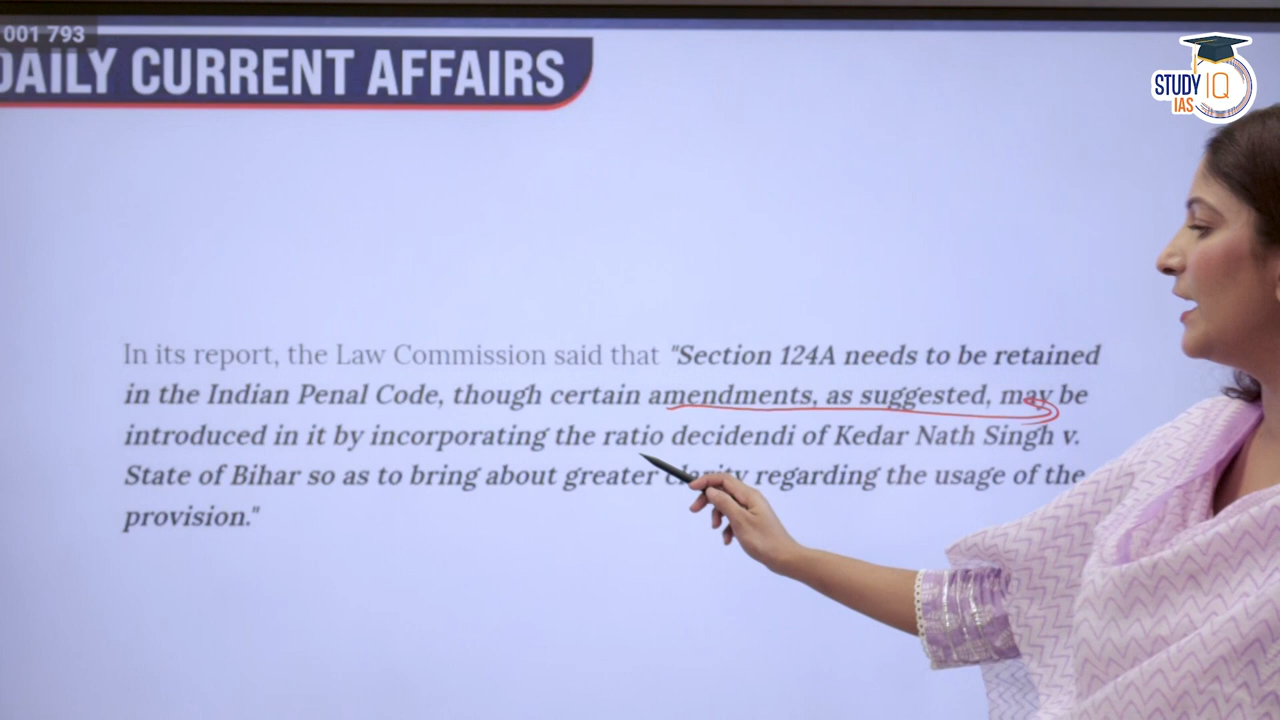 001 793
DAILY CURRENT AFFAIRS
STUDY IQ
IAS
In its report, the Law Commission said that "Section 124A needs to be retained
in the Indian Penal Code, though certain amendments, as suggested, may be
introduced in it by incorporating the ratio decidendi of Kedar Nath Singh v.
State of Bihar so as to bring about greater clarity regarding the usage of the
provision."